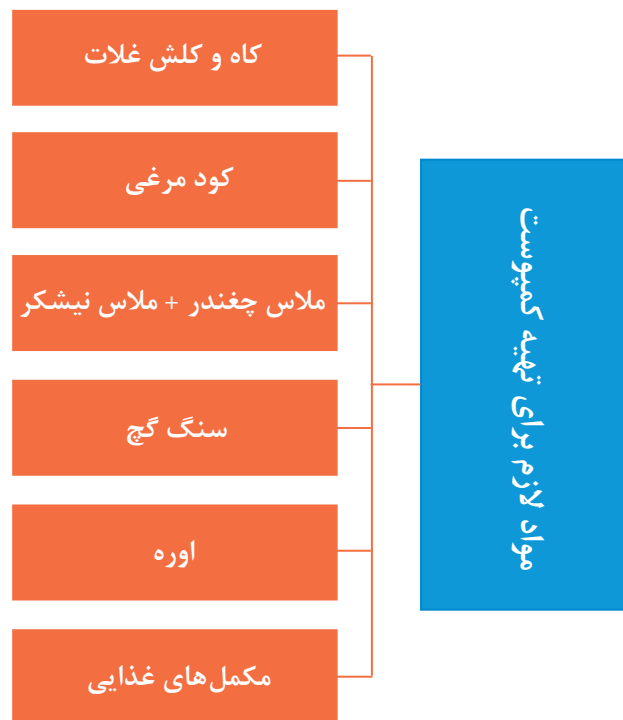 مواد لازم برای تهیه کمپوست
کاه و کلش غلات
کود مرغی
ملاس چغندر + ملاس نیشکر
سنگ گچ
اوره
مکمل‌های غذایی